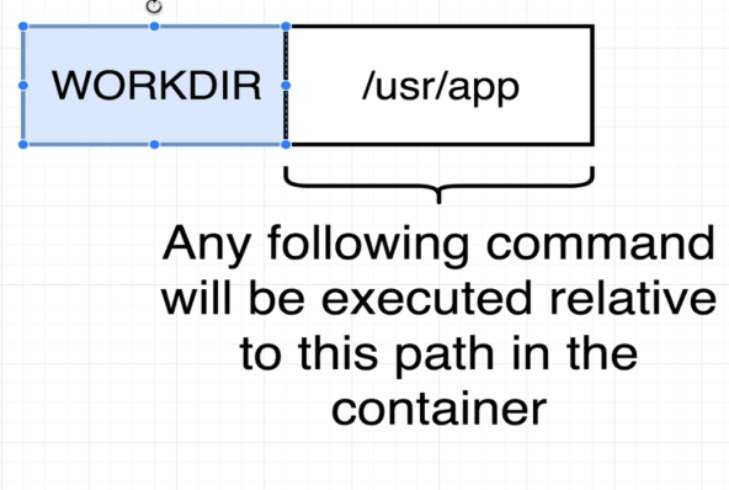 WORKDIR /usr/app
Any following command
will be executed relative
to this path in the
container